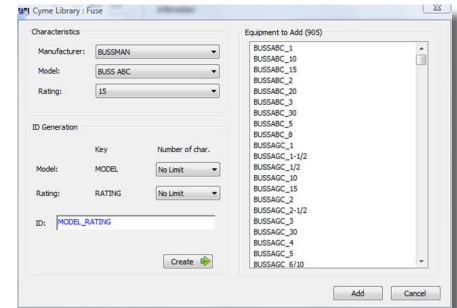 Cyme Library : Fuse
Characteristics
Manufacturer: BUSSMAN
Model: BUSS ABC
Rating: 15
ID Generation
Key Number of char.
Model: MODEL No Limit
Rating: RATING No Limit
ID: MODEL_RATING
Create
Equipment to Add (905)
BUSSABC_1
BUSSABC_10
BUSSABC_15
BUSSABC_2
BUSSABC_20
BUSSABC_3
BUSSABC_30
BUSSABC_5
BUSSABC_8
BUSSAGC_1
BUSSAGC_1-1/2
BUSSAGC_1/2
BUSSAGC_10
BUSSAGC_15
BUSSAGC_2
BUSSAGC_2-1/2
BUSSAGC_3
BUSSAGC_30
BUSSAGC_4
BUSSAGC_5
BUSSAGC_6/10
Add Cancel